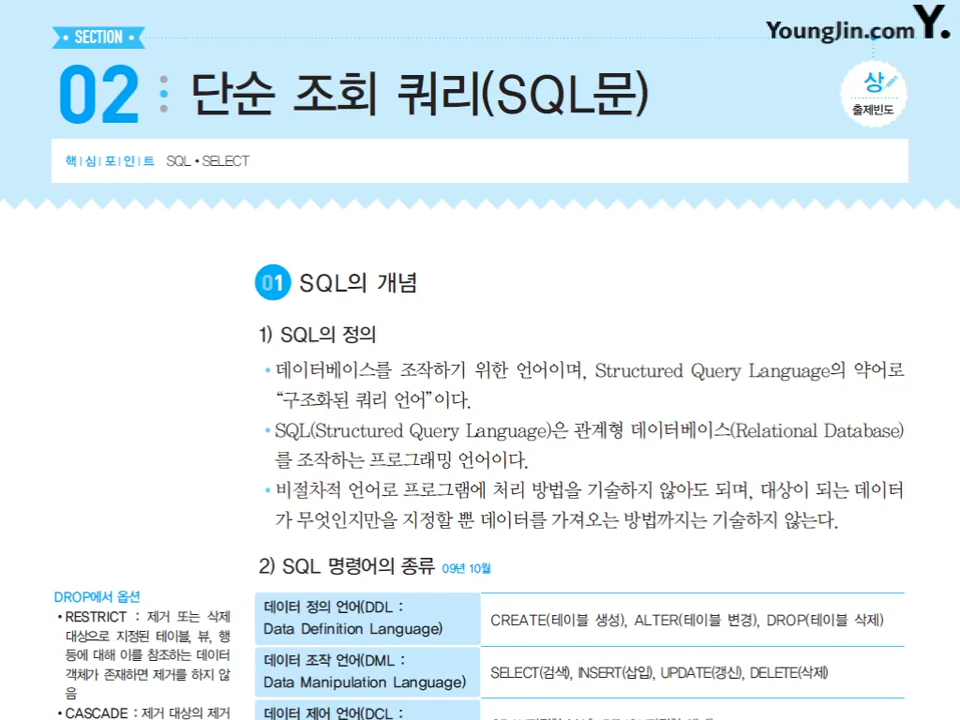 SECTION
YoungJin.com Y.
02 단순 조회 쿼리(SQL문)
상
출제빈도
핵|심|포|인|트 SQL • SELECT
01 SQL의 개념
1) SQL의 정의
• 데이터베이스를 조작하기 위한 언어이며, Structured Query Language의 약어로
“구조화된 쿼리 언어”이다.
• SQL(Structured Query Language)은 관계형 데이터베이스(Relational Database)
를 조작하는 프로그래밍 언어이다.
• 비절차적 언어로 프로그램에 처리 방법을 기술하지 않아도 되며, 대상이 되는 데이터
가 무엇인지만을 지정할 뿐 데이터를 가져오는 방법까지는 기술하지 않는다.
2) SQL 명령어의 종류 09년 10월
데이터 정의 언어(DDL :
Data Definition Language)
CREATE(테이블 생성), ALTER(테이블 변경), DROP(테이블 삭제)
데이터 조작 언어(DML :
Data Manipulation Language)
SELECT(검색), INSERT(삽입), UPDATE(갱신), DELETE(삭제)
데이터 제어 언어(DCL :
DROP에서 옵션
• RESTRICT : 제거 또는 삭제
대상으로 지정된 테이블, 뷰, 행
등에 대해 이를 참조하는 데이터
객체가 존재하면 제거를 하지 않
음
• CASCADE : 제거 대상의 제거